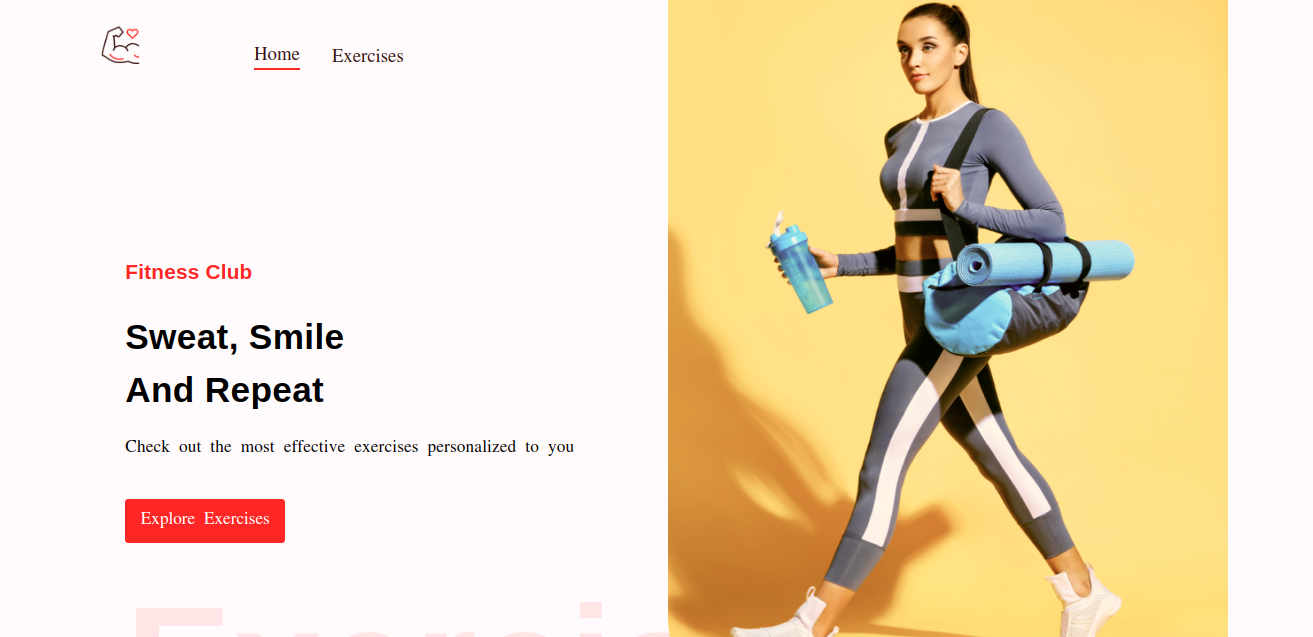 Home Exercises
Fitness Club
Sweat, Smile
And Repeat
Check out the most effective exercises personalized to you
Explore Exercises